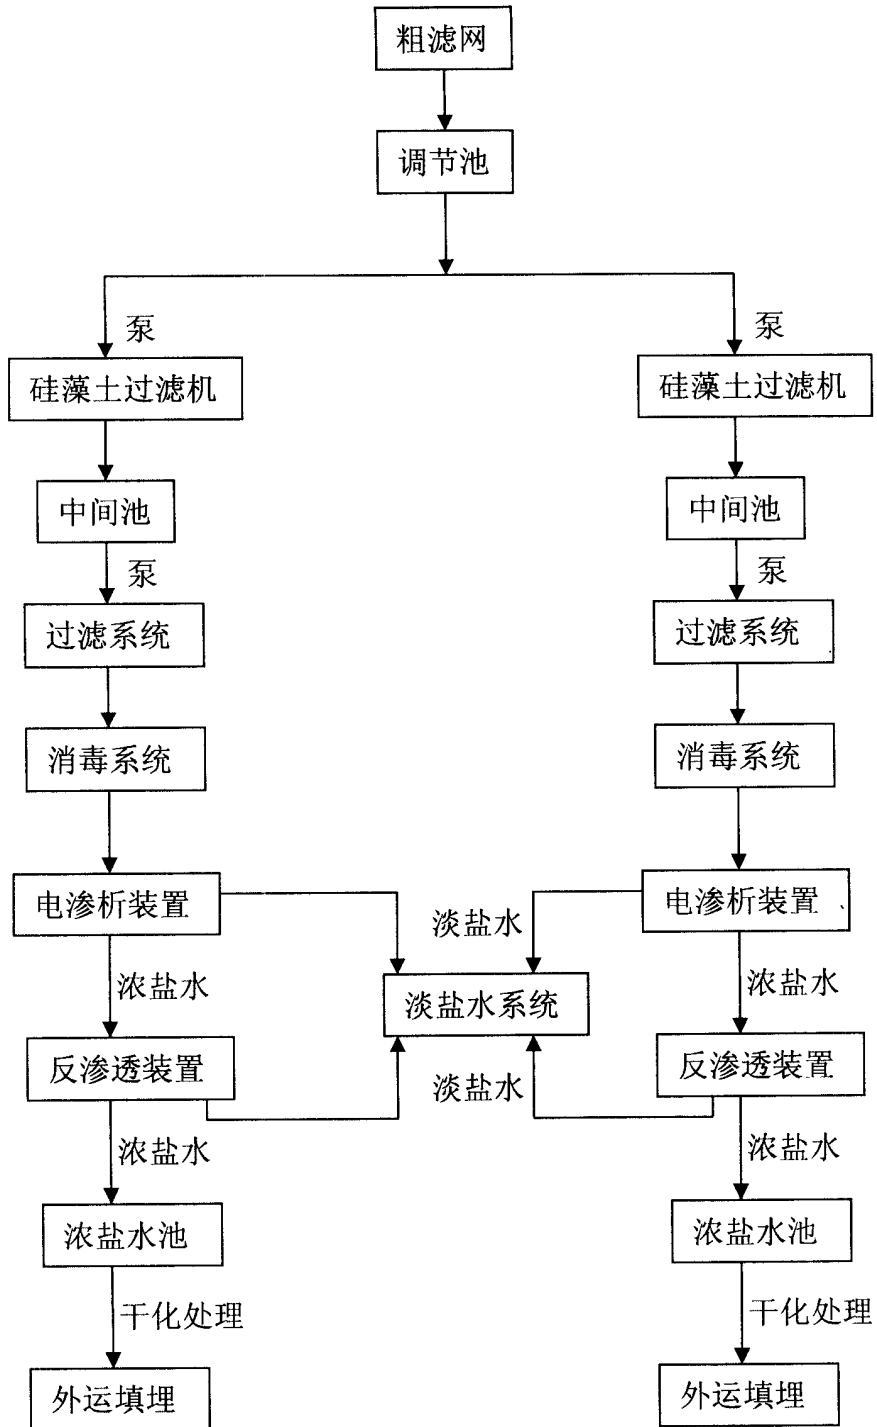 粗滤网
调节池
泵
泵
硅藻土过滤机
硅藻土过滤机
中间池
中间池
泵
泵
过滤系统
过滤系统
消毒系统
消毒系统
电渗析装置
电渗析装置
淡盐水
浓盐水
浓盐水
淡盐水系统
反渗透装置
反渗透装置
淡盐水
浓盐水
浓盐水
浓盐水池
浓盐水池
干化处理
干化处理
外运填埋
外运填埋